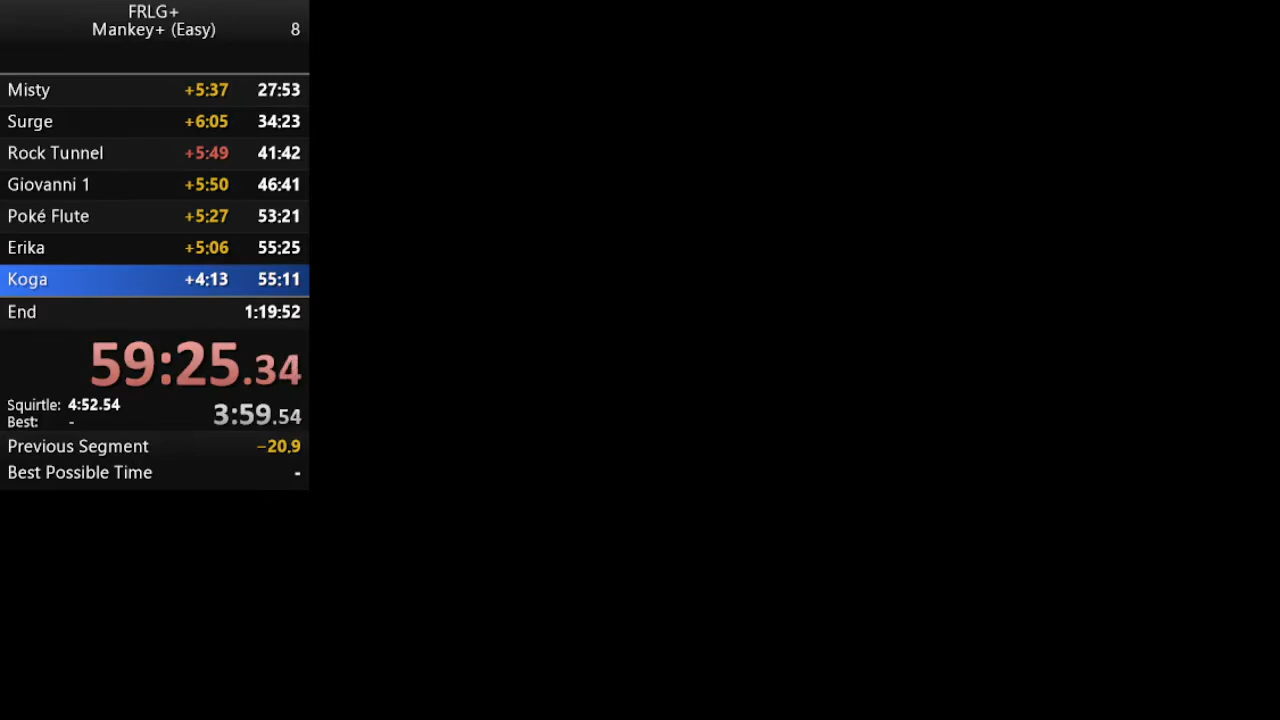 FRLG+
Mankey+ (Easy) 8
Misty +5:37 27:53
Surge +6:05 34:23
Rock Tunnel +5:49 41:42
Giovanni 1 +5:50 46:41
Poké Flute +5:27 53:21
Erika +5:06 55:25
Koga +4:13 55:11
End 1:19:52
59:25.34
Squirtle: 4:52.54
Best: -
3:59.54
Previous Segment −20.9
Best Possible Time -